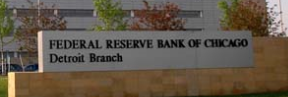 FEDERAL RESERVE BANK OF CHICAGO
Detroit Branch